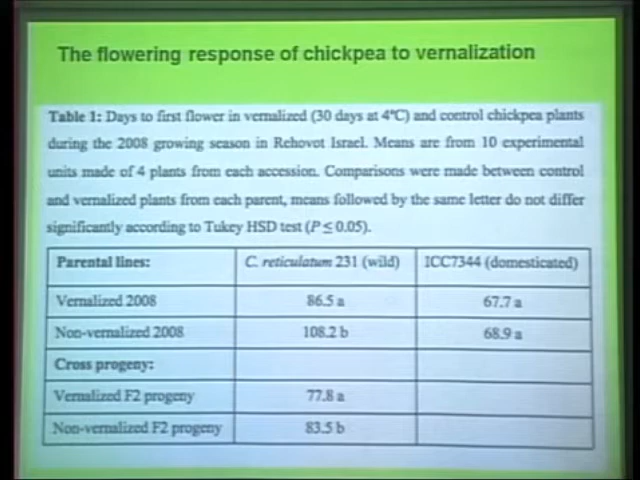 The flowering response of chickpea to vernalization
Table 1: Days to first flower in vernalized (30 days at 4ºC) and control chickpea plants
during the 2008 growing season in Rehovot Israel. Means are from 10 experimental
units made of 4 plants from each accession. Comparisons were made between control
and vernalized plants from each parent, means followed by the same letter do not differ
significantly according to Tukey HSD test (P ≤ 0.05).
Parental lines: C. reticulatum 231 (wild) ICC7344 (domesticated)
Vernalized 2008 86.5 a 67.7 a
Non-vernalized 2008 108.2 b 68.9 a
Cross progeny:
Vernalized F2 progeny 77.8 a
Non-vernalized F2 progeny 83.5 b